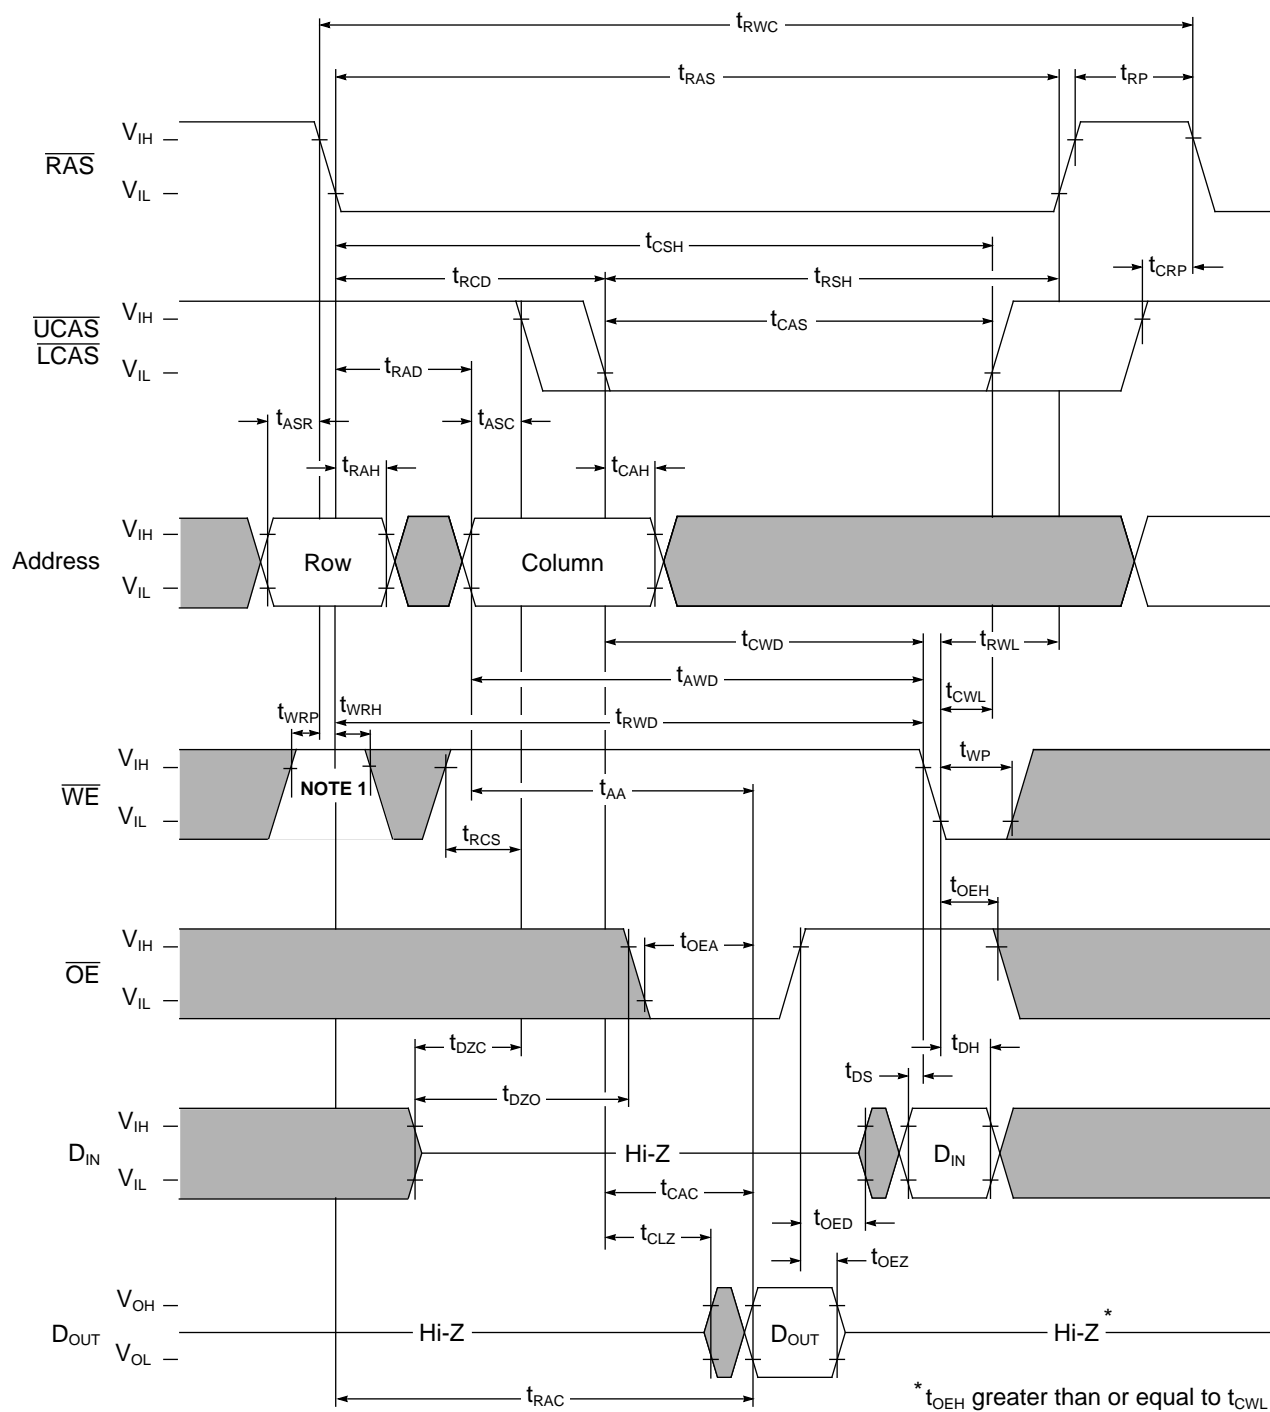 tRWC
tRAS
tRP
RAS
VIH
VIL
tCSH
tRCD
tRSH
tCRP
UCAS
LCAS
VIH
VIL
tCAS
tRAD
tASR
tASC
tRAH
tCAH
Address
VIH
VIL
Row
Column
tCWD
tRWL
tAWD
tCWL
tWRP
tWRH
tRWD
WE
VIH
VIL
NOTE 1
tWP
tAA
tRCS
tOEH
OE
VIH
VIL
tOEA
tDZC
tDH
tDS
tDZO
DIN
VIH
VIL
Hi-Z
DIN
tCAC
tOED
tCLZ
tOEZ
DOUT
VOH
VOL
Hi-Z
DOUT
Hi-Z*
tRAC
*tOEH greater than or equal to tCWL